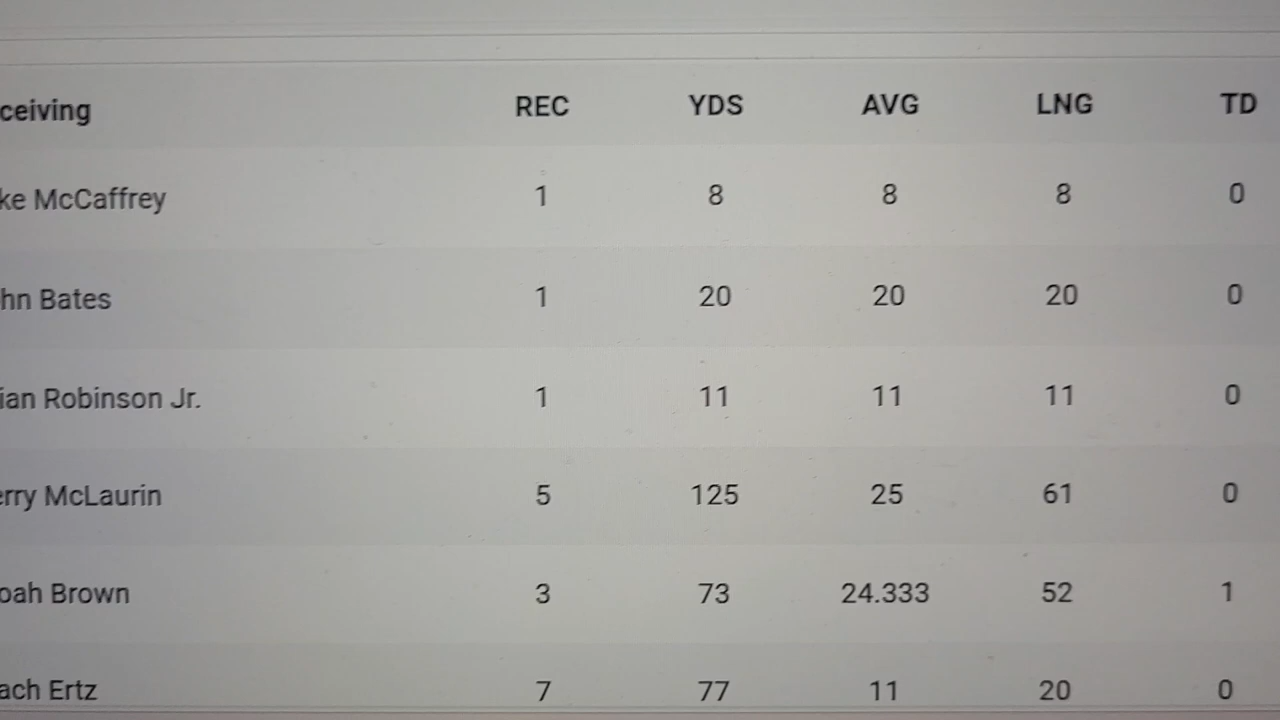 ceiving REC YDS AVG LNG TD
ke McCaffrey 1 8 8 8 0
hn Bates 1 20 20 20 0
ian Robinson Jr. 1 11 11 11 0
erry McLaurin 5 125 25 61 0
oah Brown 3 73 24.333 52 1
ach Ertz 7 77 11 20 0